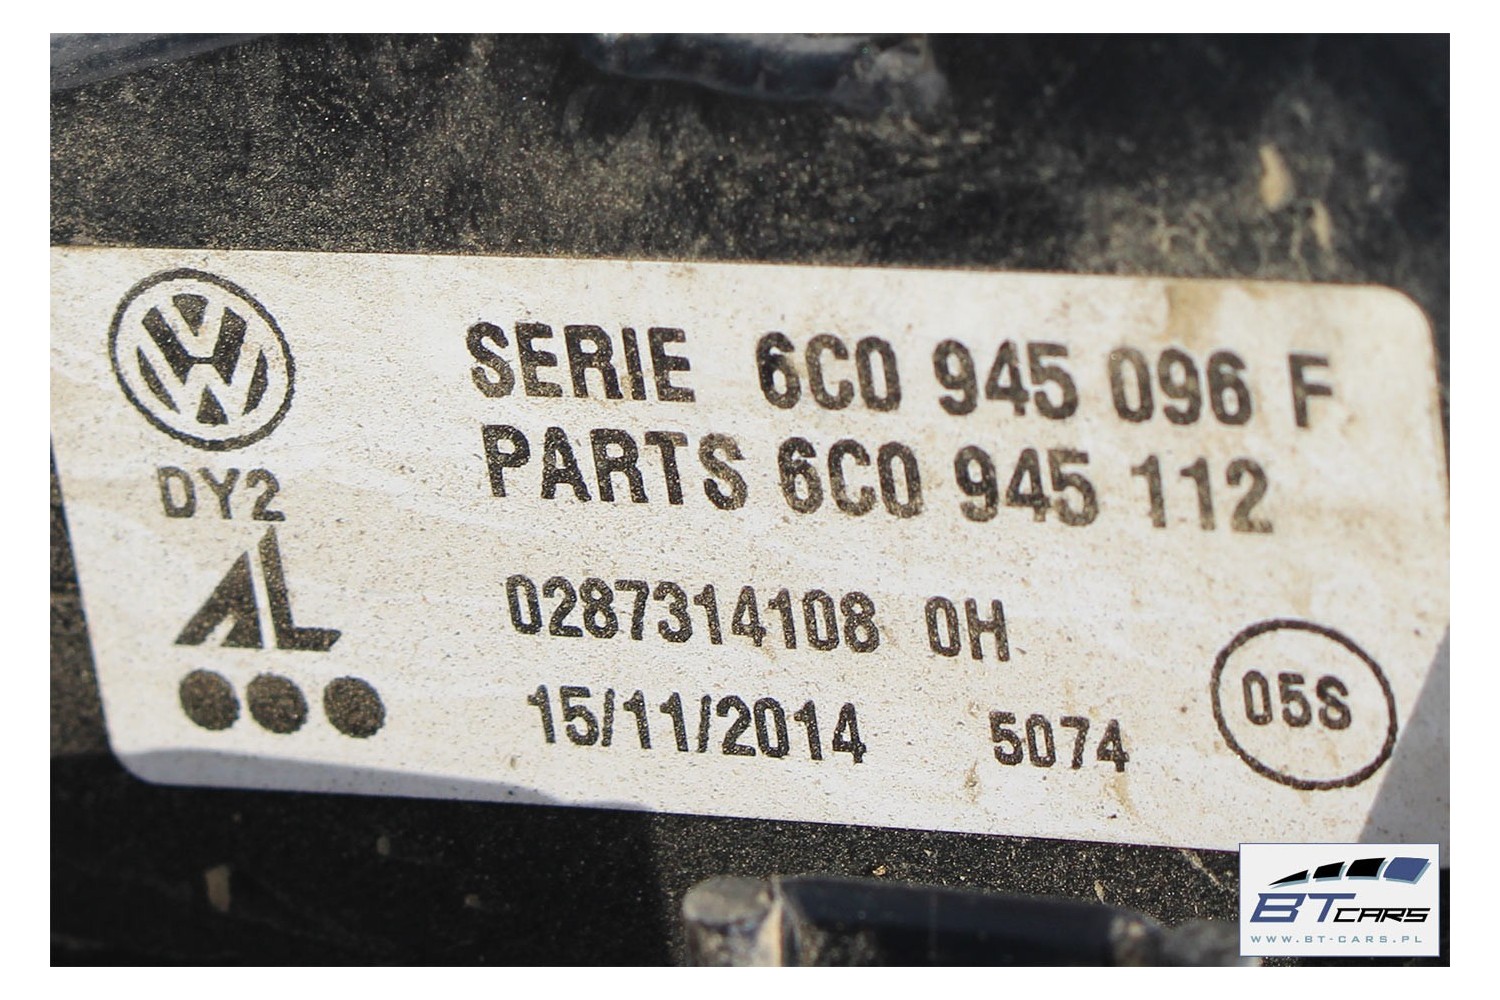 SERIE 6C0 945 096 F
PARTS 6C0 945 112
DY2
AL
0287314108 0H
15/11/2014 5074
05S
BT CARS
WWW.BT-CARS.PL